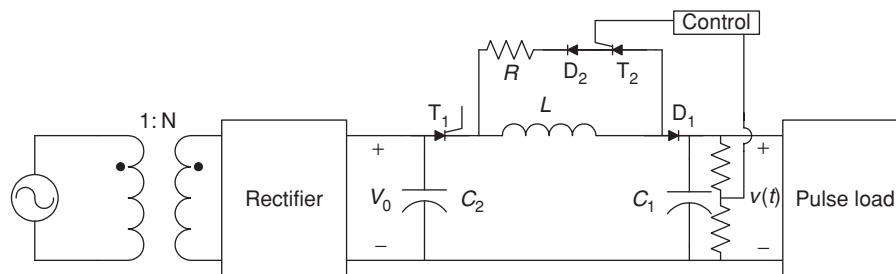 Control
R
D2
T2
1:N
T1
L
D1
Rectifier
+
V0
−
C2
C1
+
v(t)
−
Pulse load